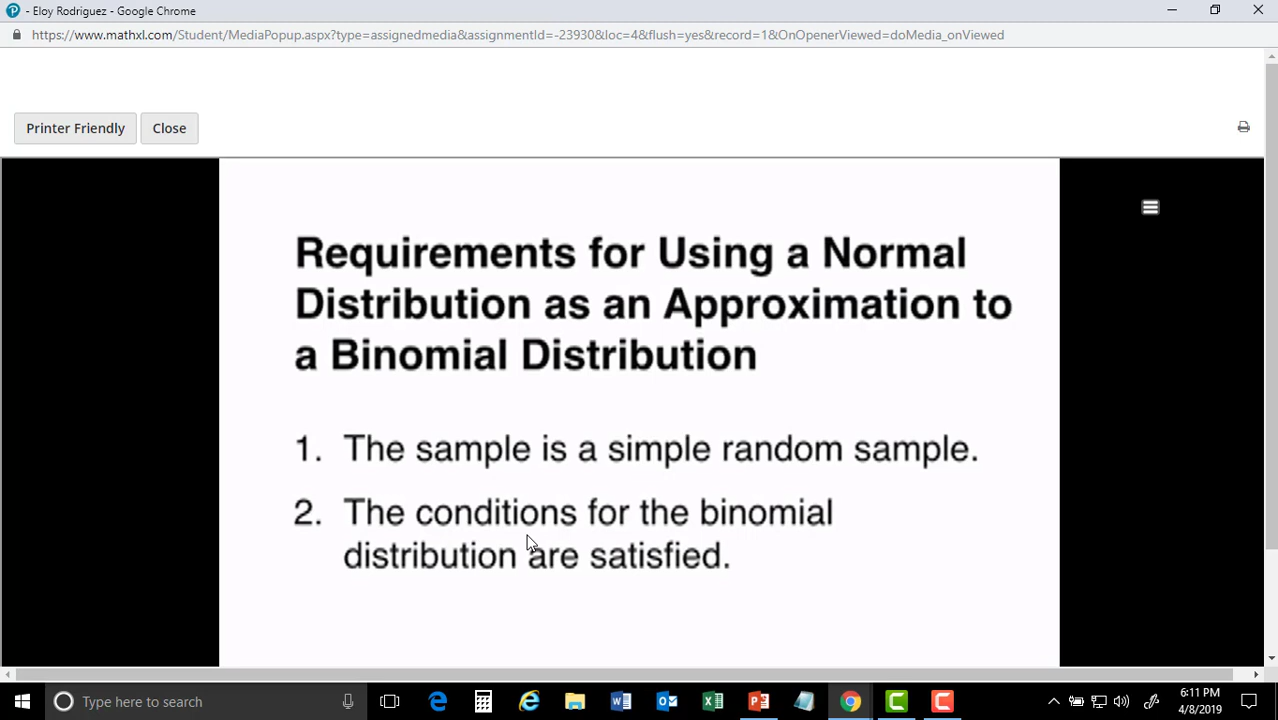 - Eloy Rodriguez - Google Chrome
https://www.mathxl.com/Student/MediaPopup.aspx?type=assignedmedia&assignmentId=-23930&loc=4&flush=yes&record=1&OnOpenerViewed=doMedia_onViewed
Printer Friendly Close
Requirements for Using a Normal
Distribution as an Approximation to
a Binomial Distribution
1. The sample is a simple random sample.
2. The conditions for the binomial
distribution are satisfied.
Type here to search
6:11 PM
4/8/2019